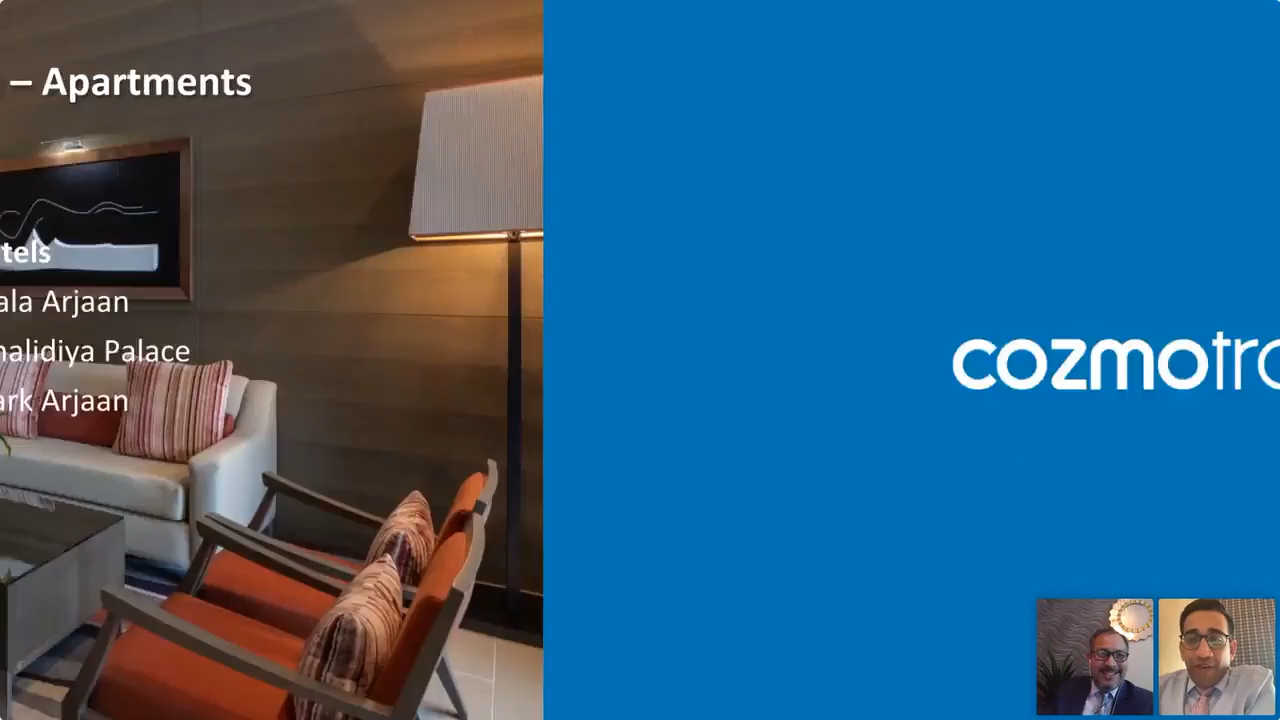 – Apartments
tels
ala Arjaan
halidiya Palace
ark Arjaan
cozmotra